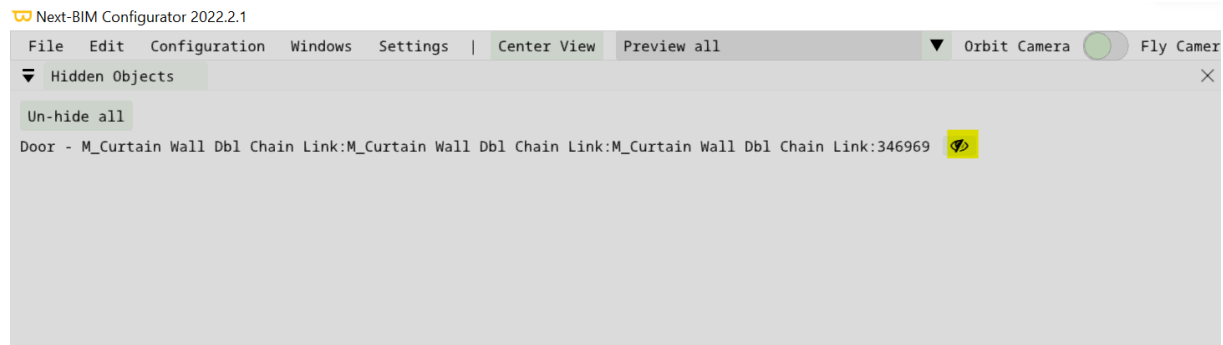 Next-BIM Configurator 2022.2.1
File Edit Configuration Windows Settings | Center View Preview all Orbit Camera Fly Camer
Hidden Objects
Un-hide all
Door - M_Curtain Wall Dbl Chain Link:M_Curtain Wall Dbl Chain Link:M_Curtain Wall Dbl Chain Link:346969